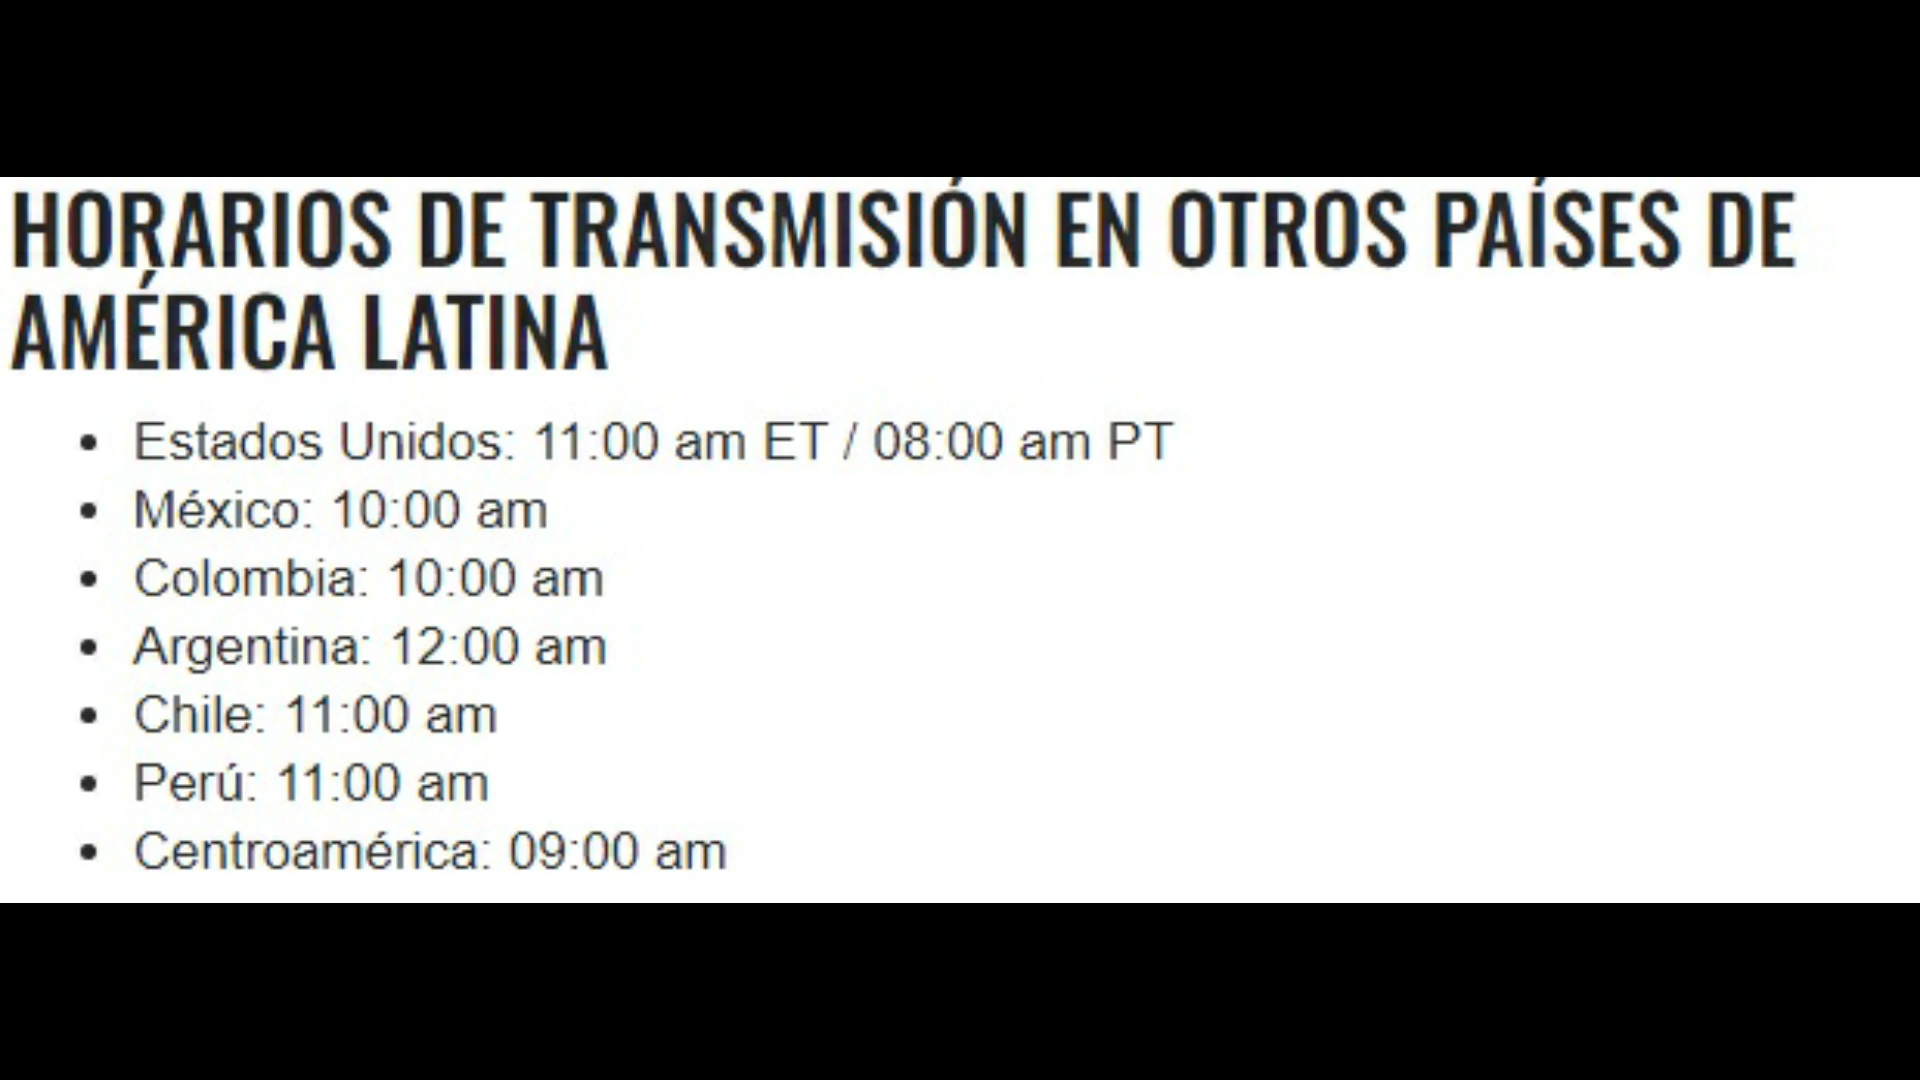 HORARIOS DE TRANSMISIÓN EN OTROS PAÍSES DE
AMÉRICA LATINA
• Estados Unidos: 11:00 am ET / 08:00 am PT
• México: 10:00 am
• Colombia: 10:00 am
• Argentina: 12:00 am
• Chile: 11:00 am
• Perú: 11:00 am
• Centroamérica: 09:00 am